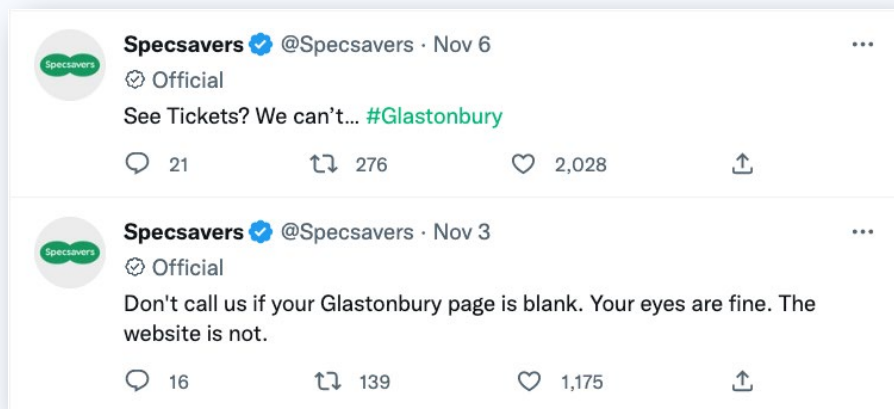 Specsavers @Specsavers · Nov 6
Specsavers
Official
See Tickets? We can’t... #Glastonbury
21 276 2,028
Specsavers @Specsavers · Nov 3
Specsavers
Official
Don't call us if your Glastonbury page is blank. Your eyes are fine. The
website is not.
16 139 1,175